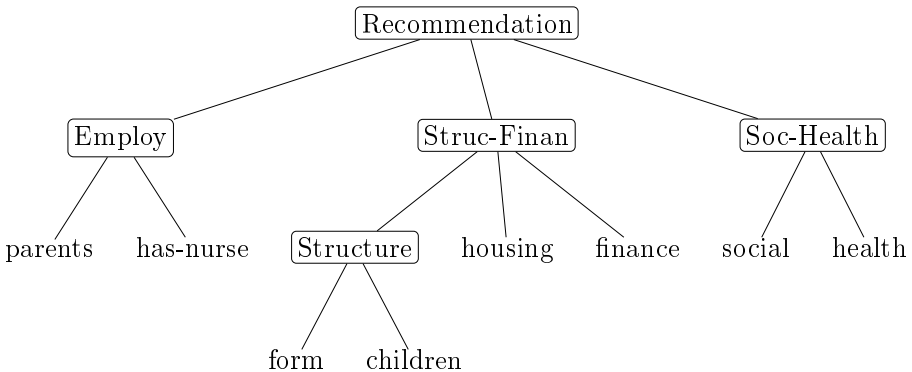 Recommendation
Employ Struc-Finan Soc-Health
parents has-nurse Structure housing finance social health
form children